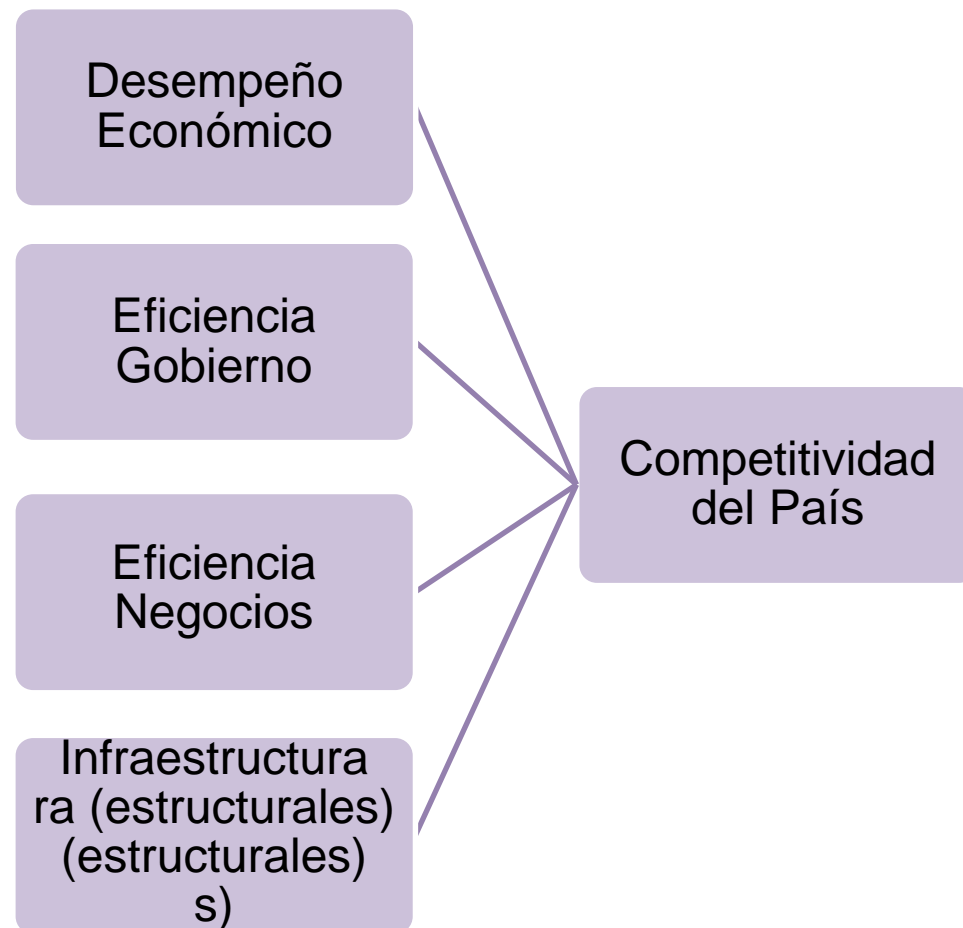 Desempeño
Económico
Eficiencia
Gobierno
Competitividad
del País
Eficiencia
Negocios
Infraestructura
ra (estructurales)
(estructurales)
s)